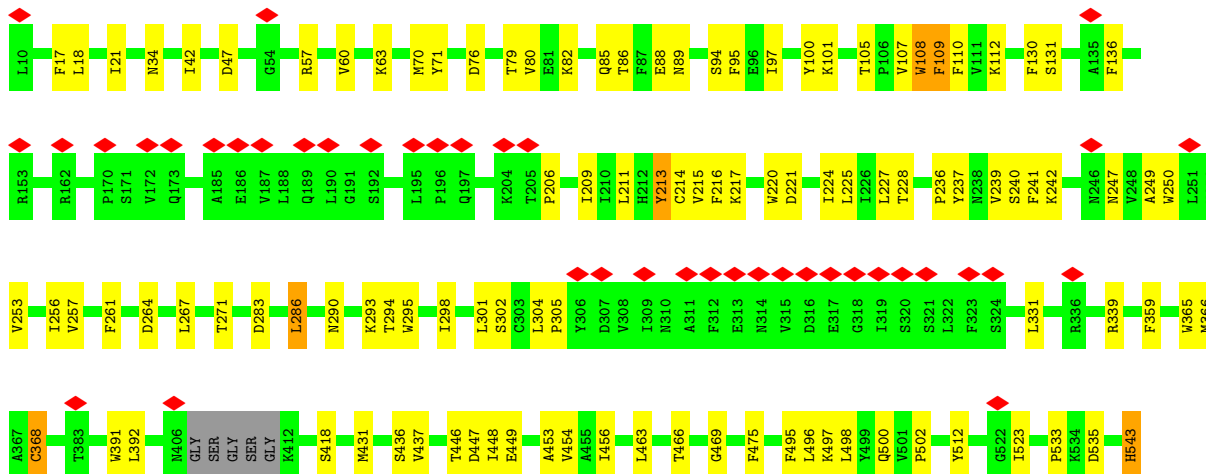 L10 F17 L18 I21 N34 I42 D47 G54 R57 V60 K63 M70 Y71 D76 T79 V80 E81 K82 Q85 T86 F87 E88 N89 S94 F95 E96 I97 Y100 K101 T105 P106 V107 W108 F109 F110 V111 K112 F130 S131 A135 F136
R153 R162 P170 S171 V172 Q173 A185 E186 V187 L188 Q189 L190 G191 S192 L195 P196 Q197 K204 T205 P206 I209 I210 L211 H212 Y213 C214 V215 F216 K217 W220 D221 I224 L225 I226 L227 T228 P236 Y237 N238 V239 S240 F241 K242 N246 N247 V248 A249 W250 L251
V253 I256 V257 F261 D264 L267 T271 D283 L286 N290 K293 T294 W295 I298 L301 S302 C303 L304 P305 Y306 D307 V308 I309 N310 A311 F312 E313 N314 V315 D316 E317 G318 I319 S320 S321 L322 F323 S324 L331 R336 R339 F359 W365 M366
A367 C368 T383 W391 L392 N406 GLY SER GLY SER GLY K412 S418 M431 S436 V437 T446 D447 I448 E449 A453 V454 A455 I456 L463 T466 G469 F475 F495 L496 K497 L498 Y499 Q500 V501 P502 Y512 G522 I523 P533 K534 D535 H543